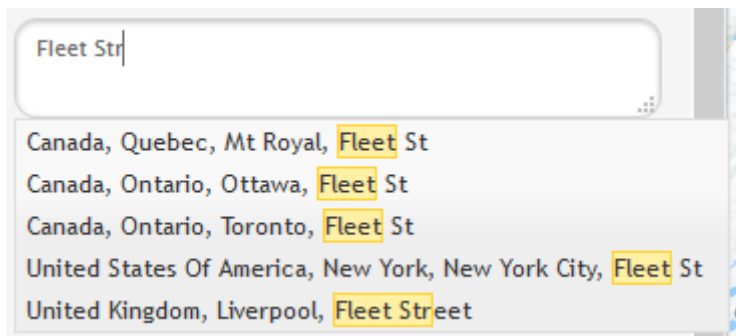 Fleet Str
Canada, Quebec, Mt Royal, Fleet St
Canada, Ontario, Ottawa, Fleet St
Canada, Ontario, Toronto, Fleet St
United States Of America, New York, New York City, Fleet St
United Kingdom, Liverpool, Fleet Street